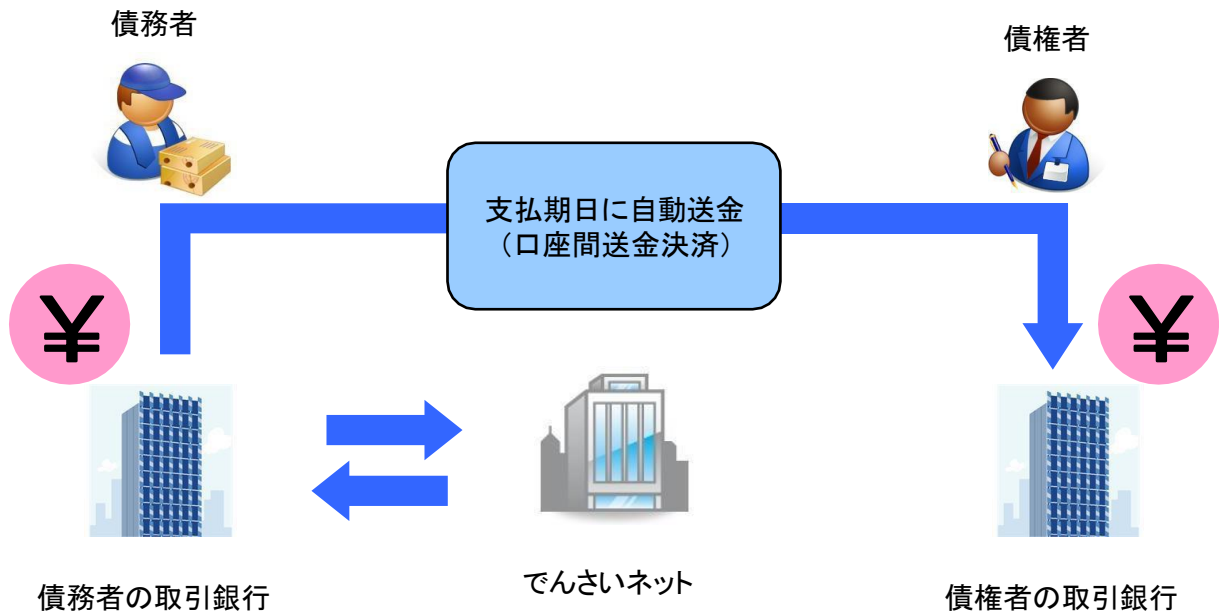 債務者
債権者
支払期日に自動送金
（口座間送金決済）
¥
¥
でんさいネット
債務者の取引銀行
債権者の取引銀行